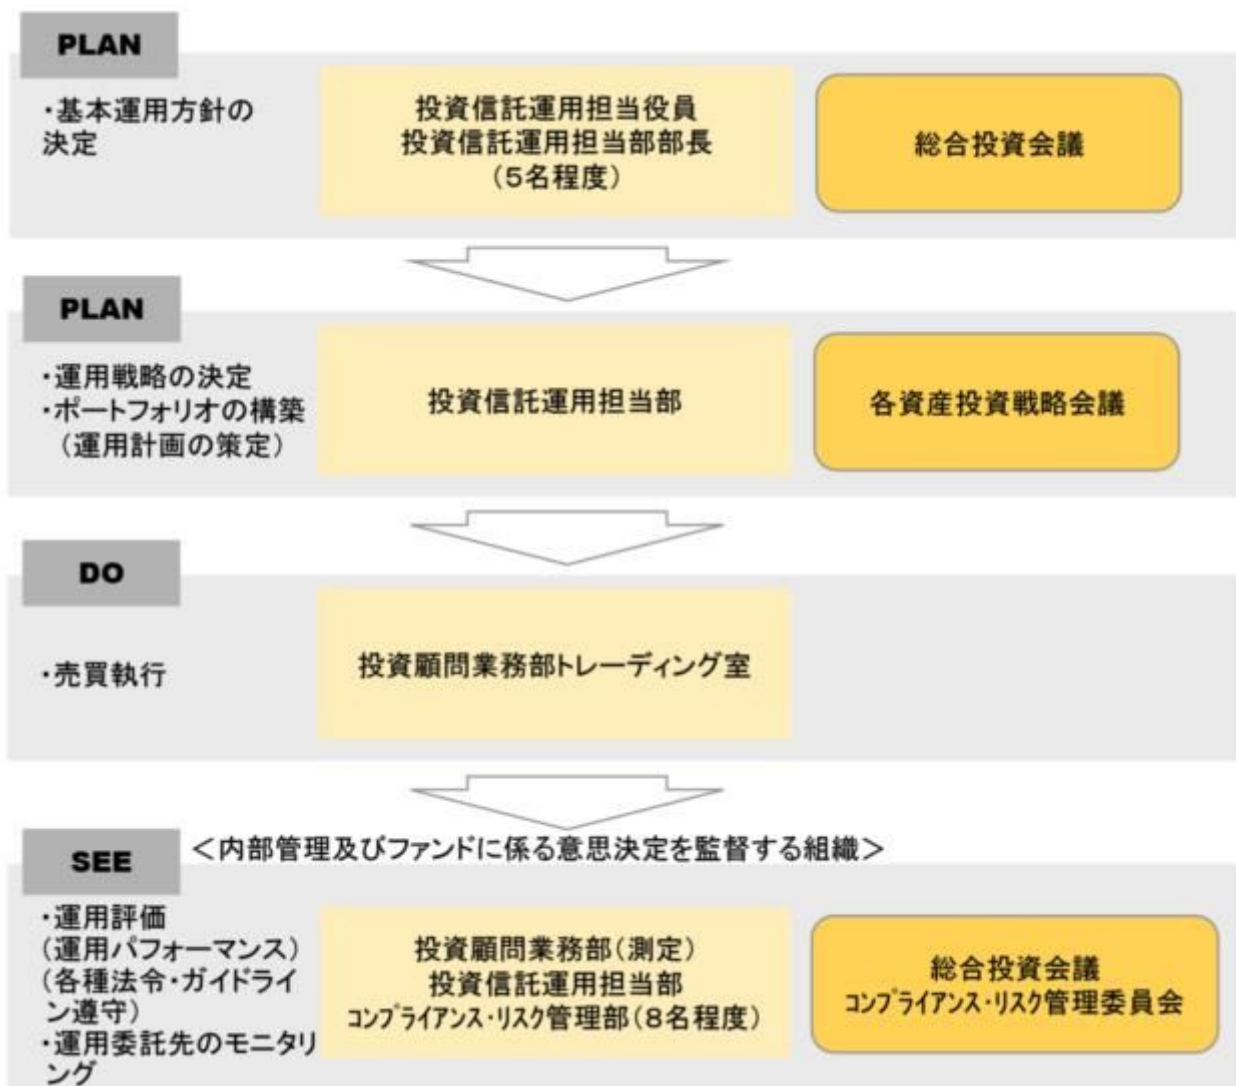 PLAN
・基本運用方針の
決定
投資信託運用担当役員
投資信託運用担当部部長
(5名程度)
総合投資会議
PLAN
・運用戦略の決定
・ポートフォリオの構築
(運用計画の策定)
投資信託運用担当部
各資産投資戦略会議
DO
・売買執行
投資顧問業務部トレーディング室
SEE
＜内部管理及びファンドに係る意思決定を監督する組織＞
・運用評価
(運用パフォーマンス)
(各種法令・ガイドライ
ン遵守)
・運用委託先のモニタリ
ング
投資顧問業務部(測定)
投資信託運用担当部
コンプライアンス・リスク管理部(8名程度)
総合投資会議
コンプライアンス・リスク管理委員会